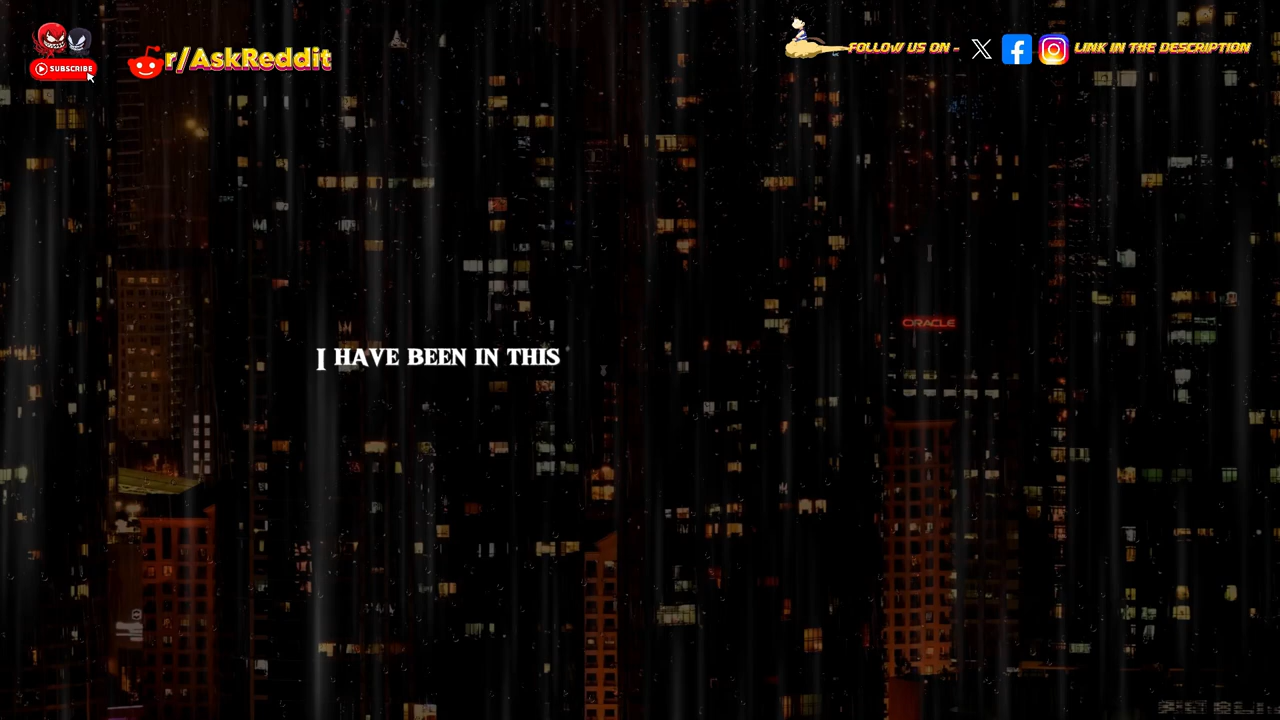 SUBSCRIBE
r/AskReddit
FOLLOW US ON -
LINK IN THE DESCRIPTION
ORACLE
I HAVE BEEN IN THIS